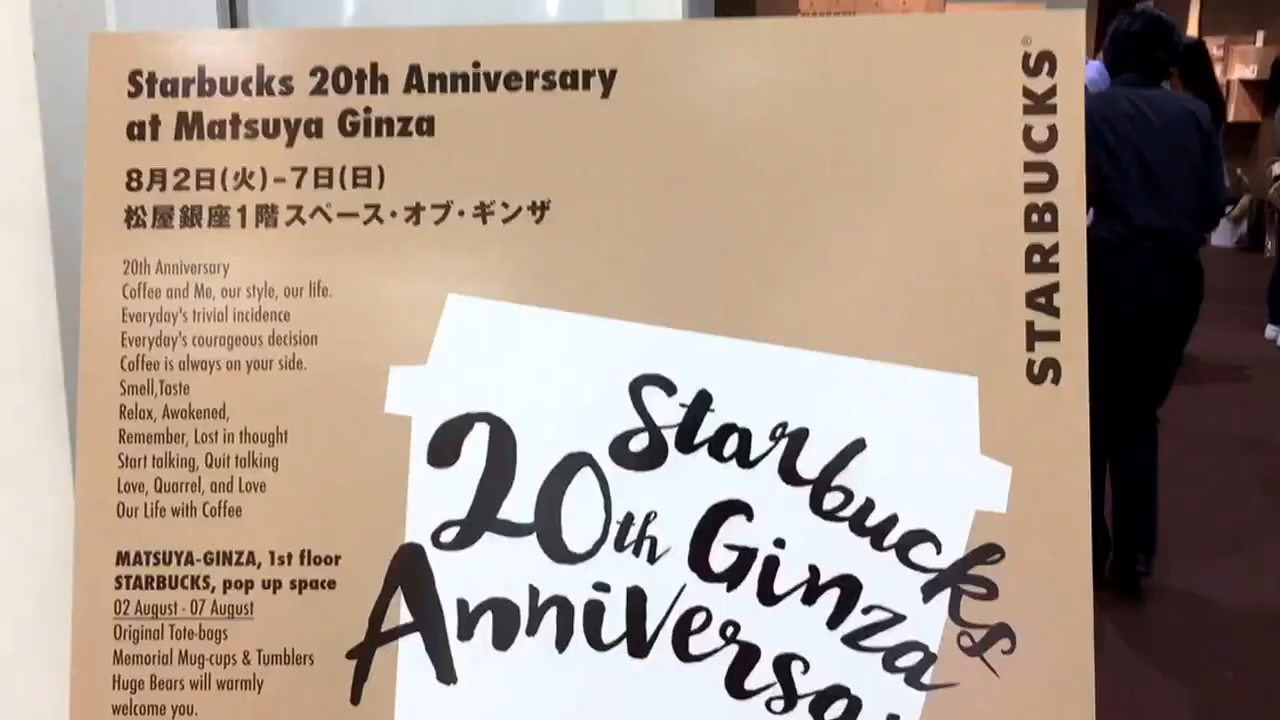 Starbucks 20th Anniversary
at Matsuya Ginza
8月2日(火)-7日(日)
松屋銀座1階スペース・オブ・ギンザ
20th Anniversary
Coffee and Me, our style, our life.
Everyday's trivial incidence
Everyday's courageous decision
Coffee is always on your side.
Smell,Taste
Relax, Awakened,
Remember, Lost in thought
Start talking, Quit talking
Love, Quarrel, and Love
Our Life with Coffee
MATSUYA-GINZA, 1st floor
STARBUCKS, pop up space
02 August - 07 August
Original Tote-bags
Memorial Mug-cups & Tumblers
Huge Bears will warmly
welcome you.
Starbucks
20th Ginza
Anniversa
STARBUCKS®